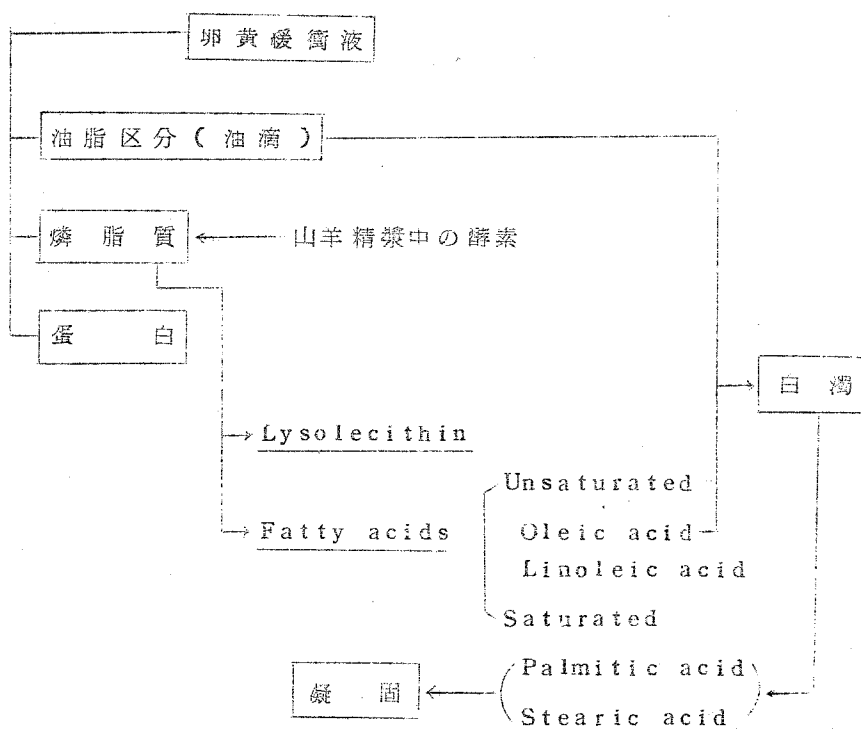 卵黄緩衝液
油脂区分(油滴)
燐脂質
山羊精漿中の酵素
蛋白
白濁
Lysolecithin
Unsaturated
Fatty acids
Oleic acid
Linoleic acid
Saturated
Palmitic acid
凝固
Stearic acid